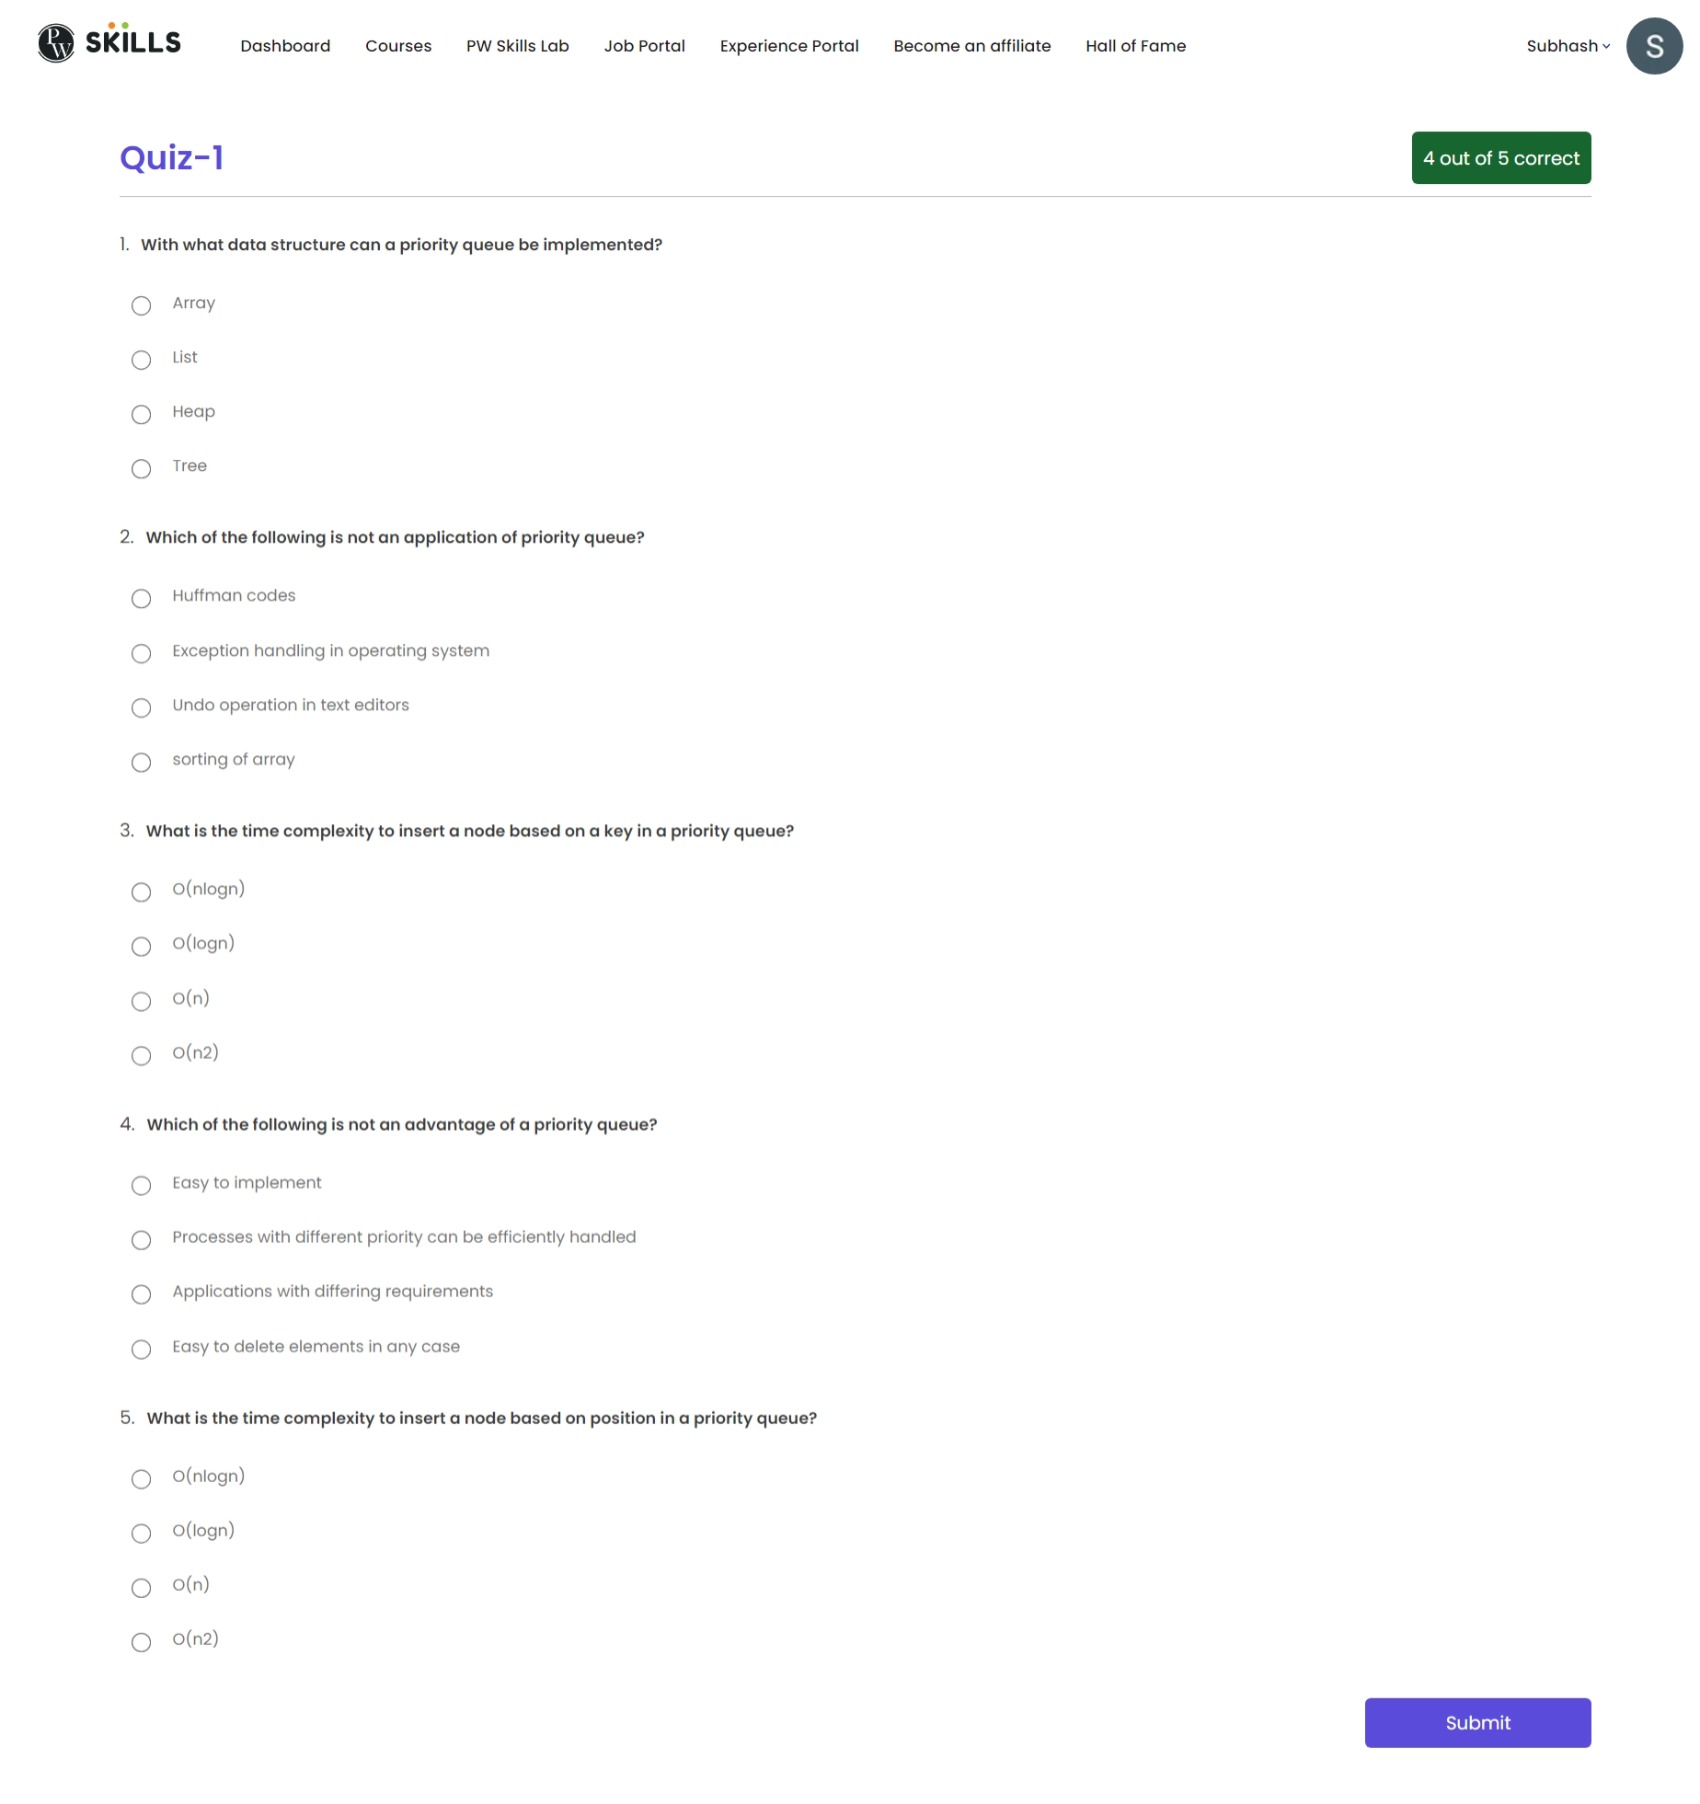 PW SKILLS Dashboard Courses PW Skills Lab Job Portal Experience Portal Become an affiliate Hall of Fame Subhash S
Quiz-1 4 out of 5 correct
1. With what data structure can a priority queue be implemented?
Array
List
Heap
Tree
2. Which of the following is not an application of priority queue?
Huffman codes
Exception handling in operating system
Undo operation in text editors
sorting of array
3. What is the time complexity to insert a node based on a key in a priority queue?
O(nlogn)
O(logn)
O(n)
O(n2)
4. Which of the following is not an advantage of a priority queue?
Easy to implement
Processes with different priority can be efficiently handled
Applications with differing requirements
Easy to delete elements in any case
5. What is the time complexity to insert a node based on position in a priority queue?
O(nlogn)
O(logn)
O(n)
O(n2)
Submit